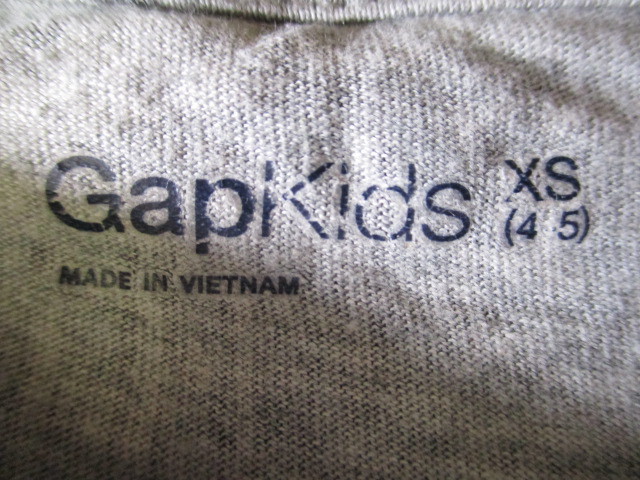 GapKids XS
(4 5)
MADE IN VIETNAM